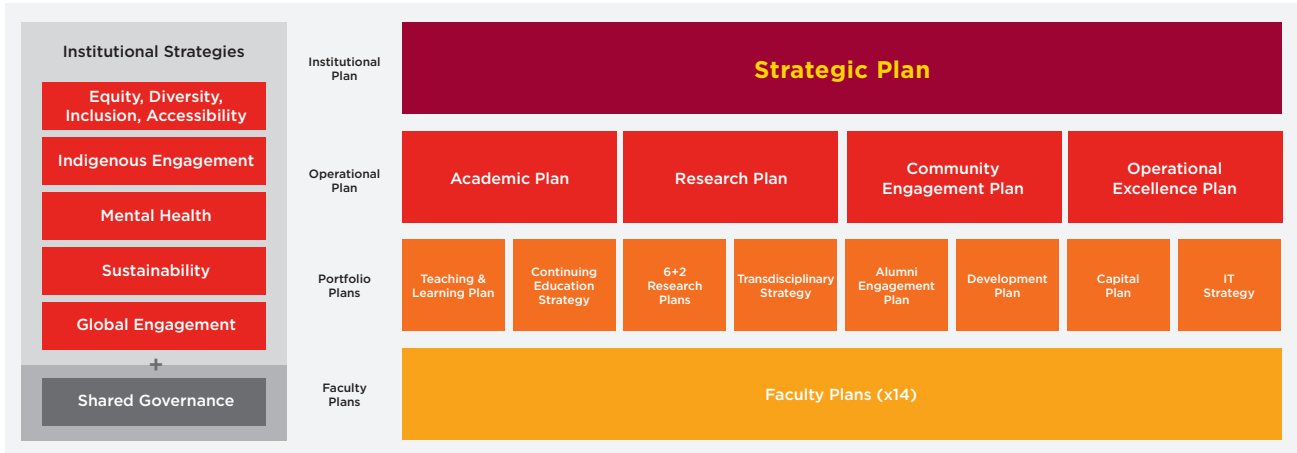 Institutional Strategies
Equity, Diversity,
Inclusion, Accessibility
Indigenous Engagement
Mental Health
Sustainability
Global Engagement
+
Shared Governance
Institutional
Plan
Strategic Plan
Operational
Plan
Academic Plan
Research Plan
Community
Engagement Plan
Operational
Excellence Plan
Portfolio
Plans
Teaching &
Learning Plan
Continuing
Education
Strategy
6+2
Research
Plans
Transdisciplinary
Strategy
Alumni
Engagement
Plan
Development
Plan
Capital
Plan
IT
Strategy
Faculty
Plans
Faculty Plans (x14)